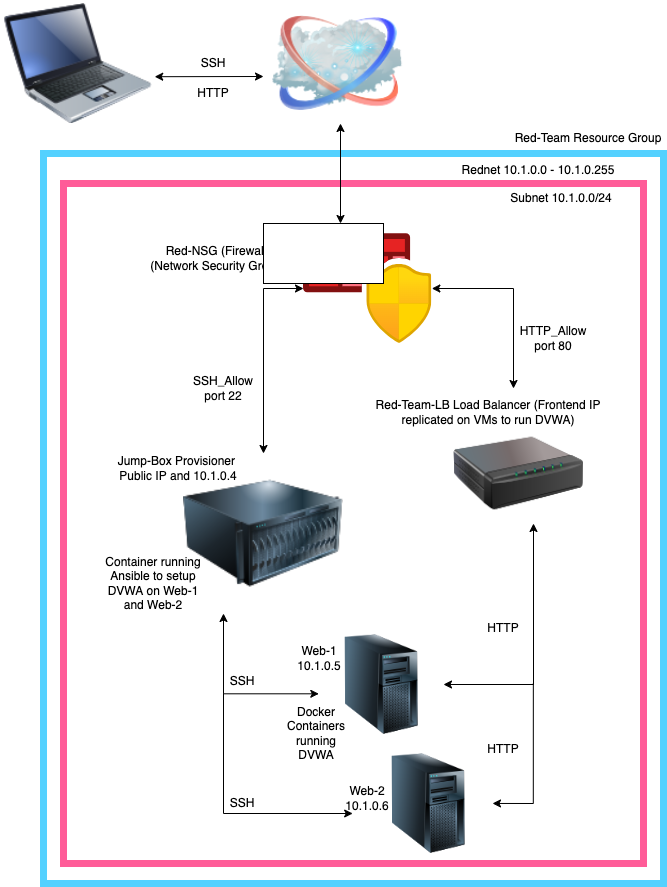 SSH
HTTP
Red-Team Resource Group
Rednet 10.1.0.0 - 10.1.0.255
Subnet 10.1.0.0/24
Red-NSG
(Network Security
HTTP_Allow
port 80
SSH_Allow
port 22
Red-Team-LB Load Balancer (Frontend IP
replicated on VMs to run DVWA)
Jump-Box Provisioner
Public IP and 10.1.0.4
Container running
Ansible to setup
DVWA on Web-1
and Web-2
HTTP
Web-1
10.1.0.5
SSH
Docker
Containers
running
DVWA
HTTP
Web-2
10.1.0.6
SSH